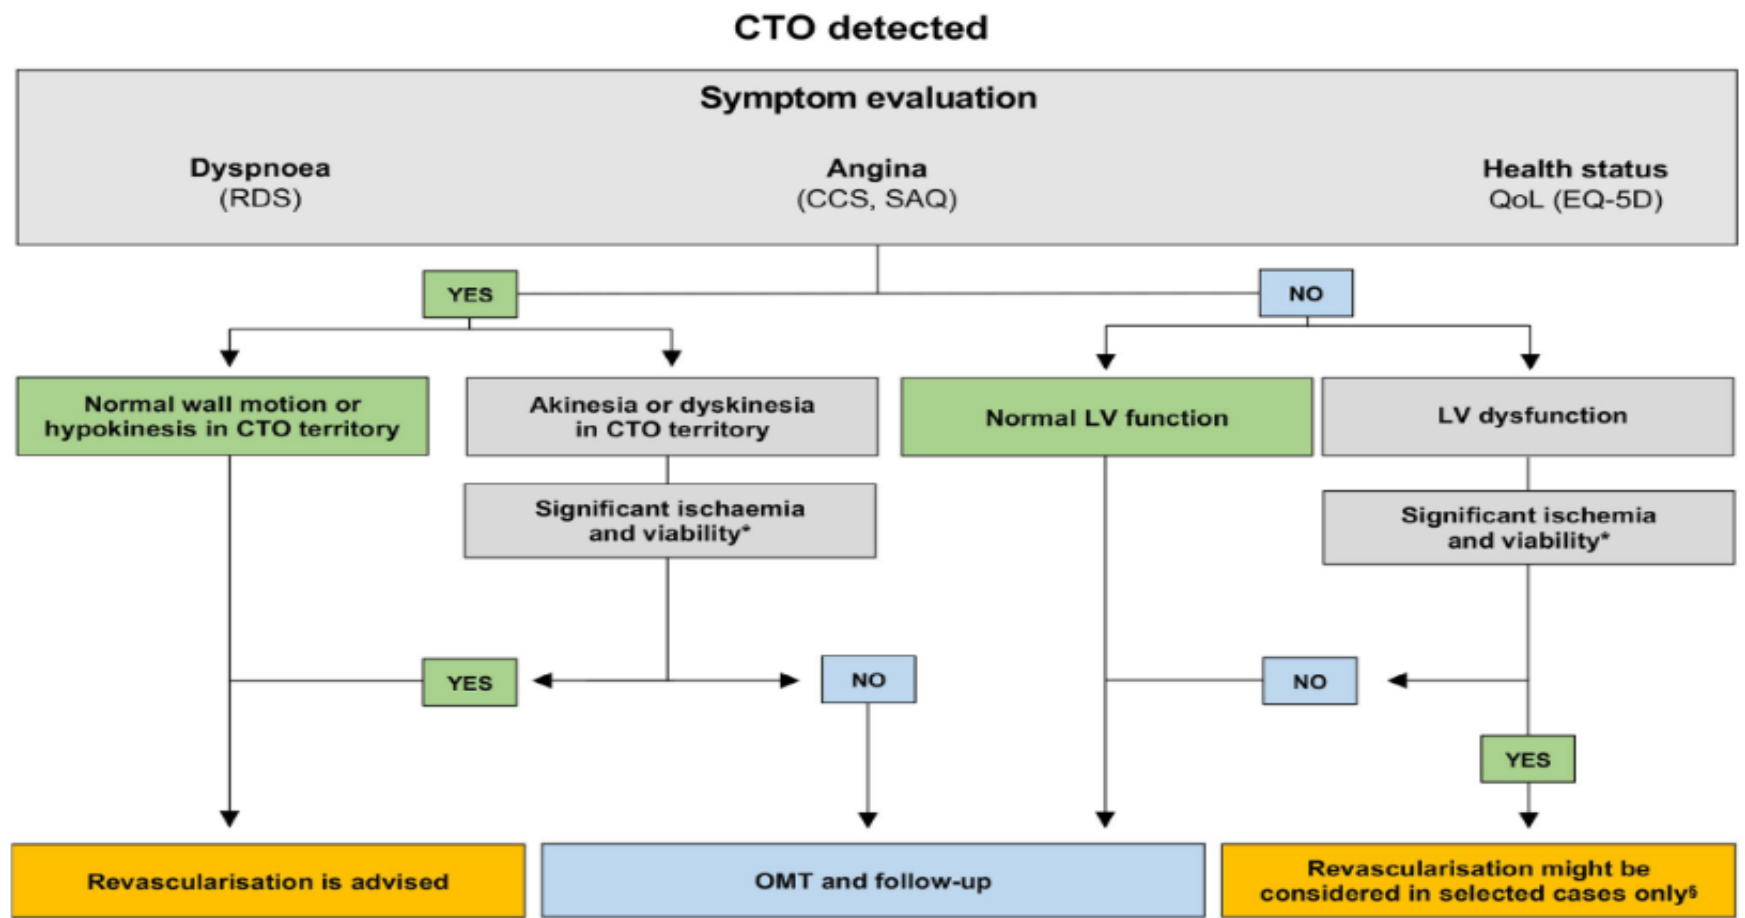 CTO detected
Symptom evaluation
Dyspnoea
(RDS)
Angina
(CCS, SAQ)
Health status
QoL (EQ-5D)
YES
NO
Normal wall motion or
hypokinesis in CTO territory
Akinesia or dyskinesia
in CTO territory
Normal LV function
LV dysfunction
Significant ischaemia
and viability*
Significant ischemia
and viability*
YES
NO
NO
YES
Revascularisation is advised
OMT and follow-up
Revascularisation might be
considered in selected cases only§